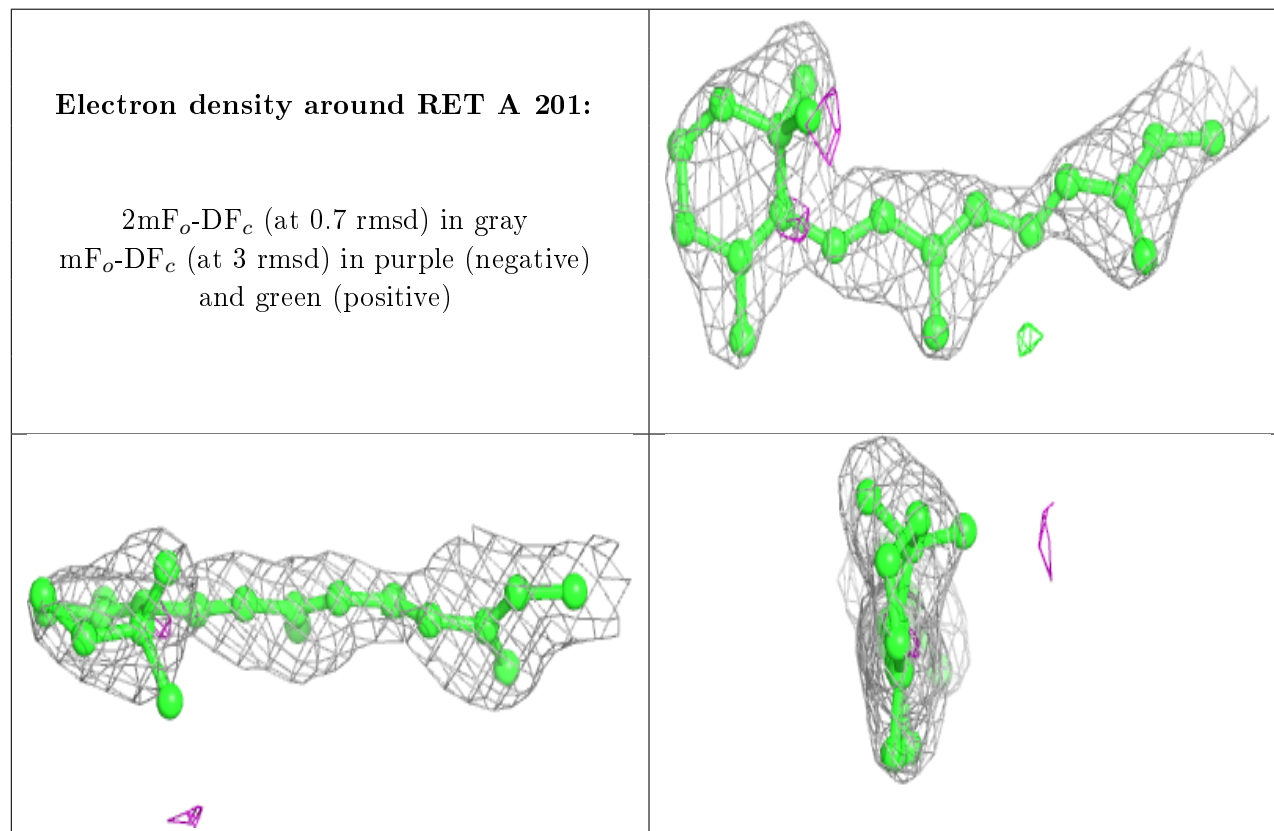 Electron density around RET A 201:
2mFₒ-DF𝒸 (at 0.7 rmsd) in gray
mFₒ-DF𝒸 (at 3 rmsd) in purple (negative)
and green (positive)